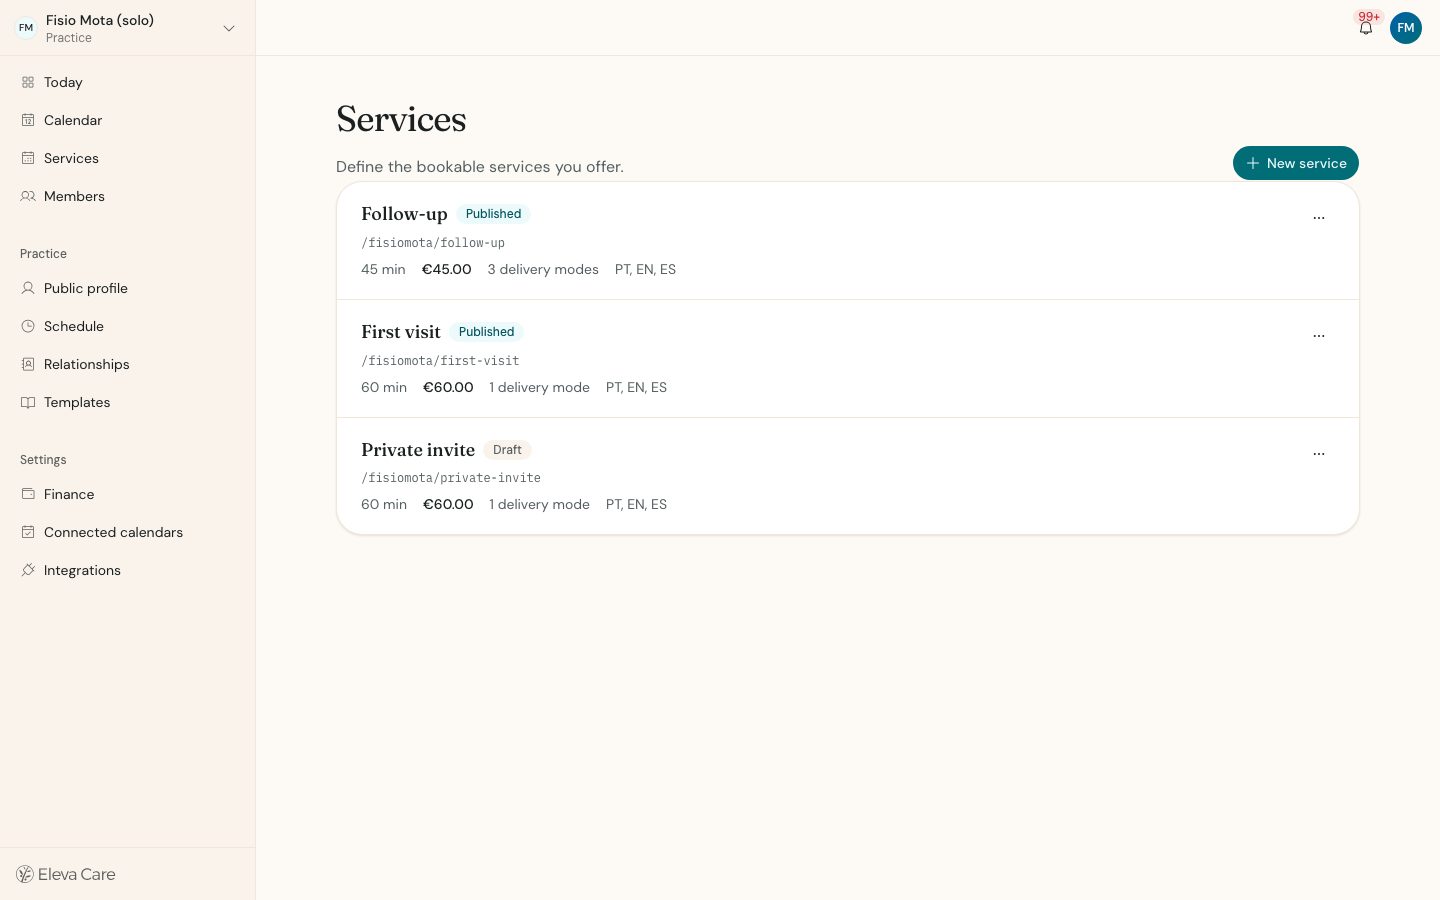 FM
Fisio Mota (solo)
Practice
99+
FM
Today
Calendar
Services
Members
Practice
Public profile
Schedule
Relationships
Templates
Settings
Finance
Connected calendars
Integrations
Eleva Care
Services
Define the bookable services you offer.
New service
Follow-up Published
/fisiomota/follow-up
45 min €45.00 3 delivery modes PT, EN, ES
First visit Published
/fisiomota/first-visit
60 min €60.00 1 delivery mode PT, EN, ES
Private invite Draft
/fisiomota/private-invite
60 min €60.00 1 delivery mode PT, EN, ES